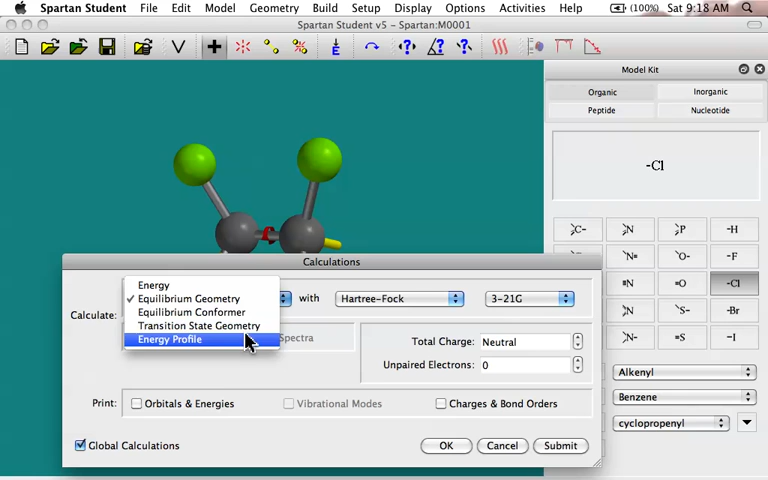 Spartan Student File Edit Model Geometry Build Setup Display Options Activities Help (100%) Sat 9:18 AM
Spartan Student v5 - Spartan:M0001
Model Kit
Organic Inorganic
Peptide Nucleotide
-Cl
C- N P -H
N= O- -F
≡N =O -Cl
N- S- -Br
N- =S -I
Alkenyl
Benzene
cyclopropenyl
Calculations
Energy
Calculate: ✓ Equilibrium Geometry with Hartree-Fock 3-21G
Equilibrium Conformer
Transition State Geometry
Energy Profile
Spectra
Total Charge: Neutral
Unpaired Electrons: 0
Print: Orbitals & Energies Vibrational Modes Charges & Bond Orders
Global Calculations OK Cancel Submit